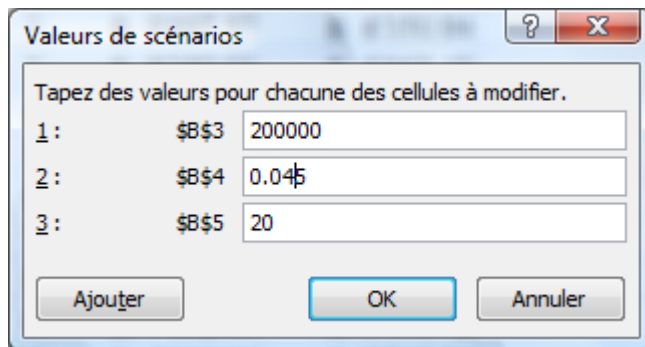 Valeurs de scénarios
Tapez des valeurs pour chacune des cellules à modifier.
1 : $B$3 200000
2 : $B$4 0.045
3 : $B$5 20
Ajouter OK Annuler